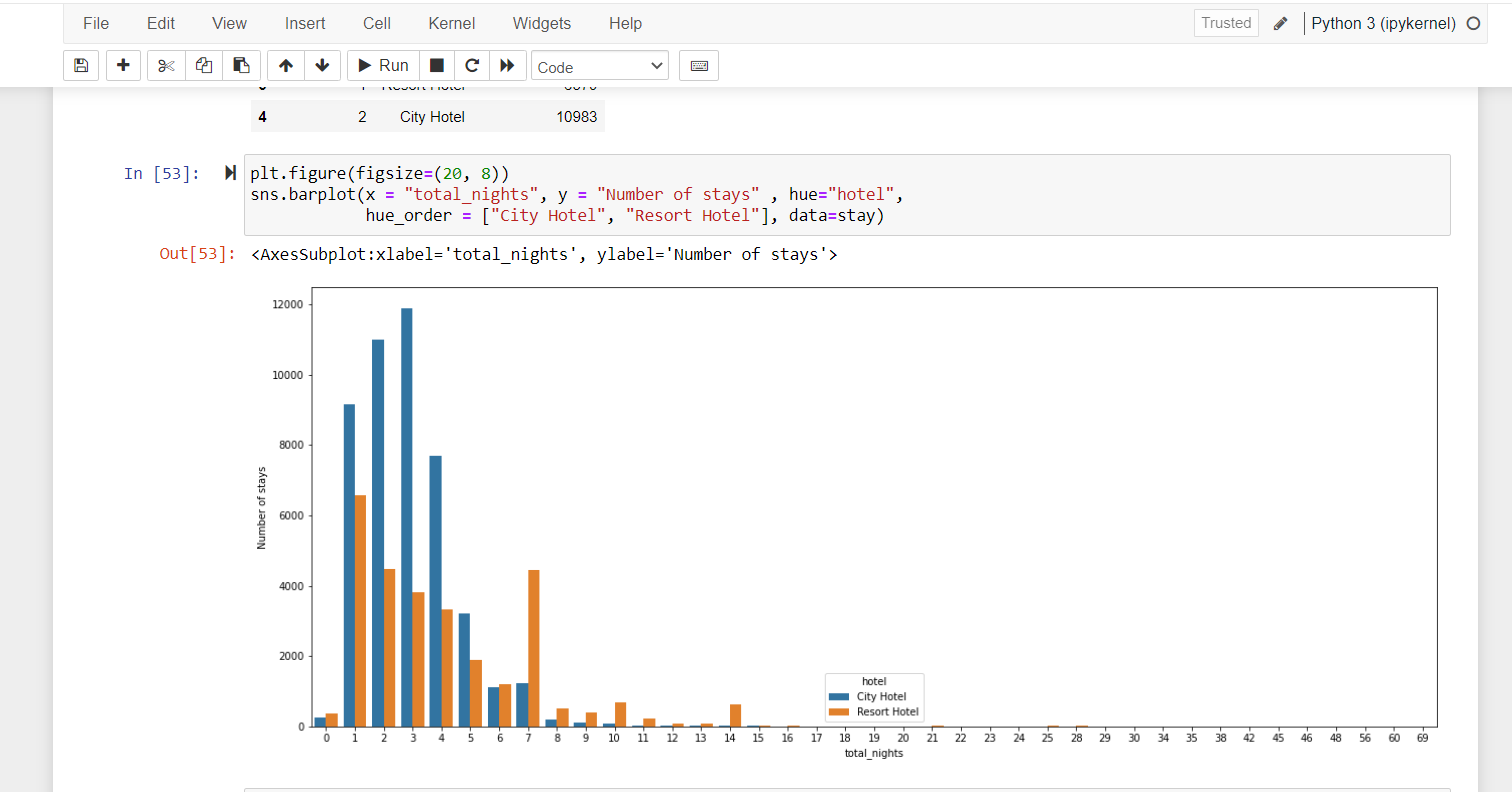 File Edit View Insert Cell Kernel Widgets Help Trusted Python 3 (ipykernel)
Run Code
4 2 City Hotel 10983
In [53]: plt.figure(figsize=(20, 8))
sns.barplot(x = "total_nights", y = "Number of stays" , hue="hotel",
hue_order = ["City Hotel", "Resort Hotel"], data=stay)
Out[53]: <AxesSubplot:xlabel='total_nights', ylabel='Number of stays'>
12000
10000
8000
6000
4000
2000
0
Number of stays
hotel
City Hotel
Resort Hotel
0 1 2 3 4 5 6 7 8 9 10 11 12 13 14 15 16 17 18 19 20 21 22 23 24 25 28 29 30 34 35 38 42 45 46 48 56 60 69
total_nights